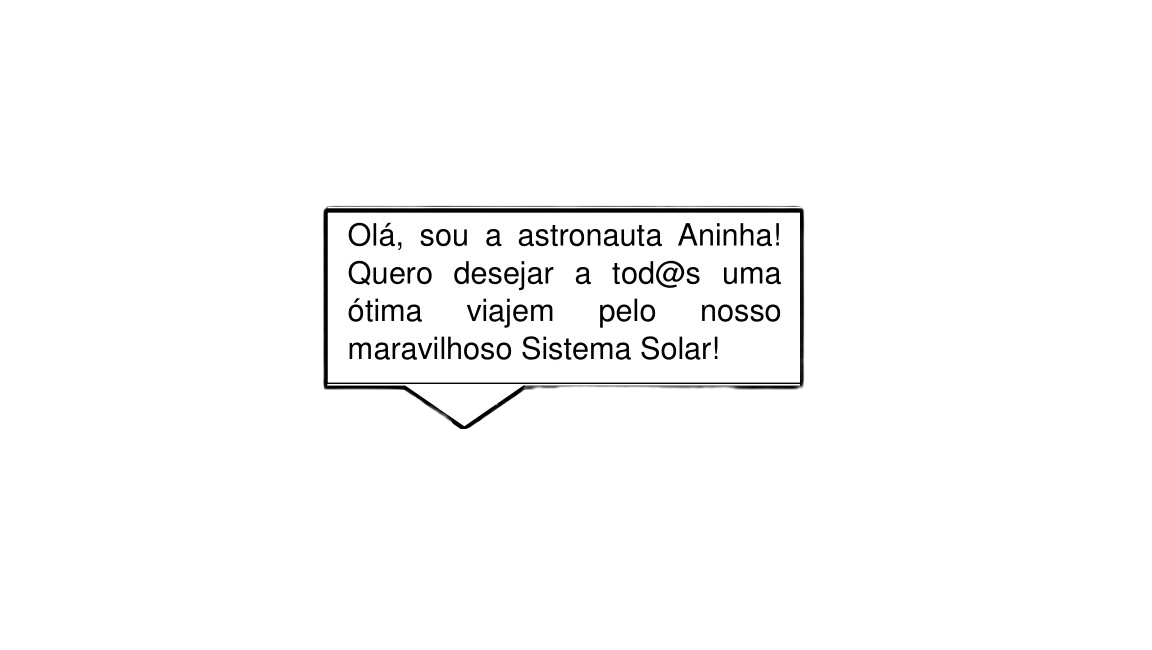 Olá, sou a astronauta Aninha!
Quero desejar a tod@s uma
ótima viajem pelo nosso
maravilhoso Sistema Solar!